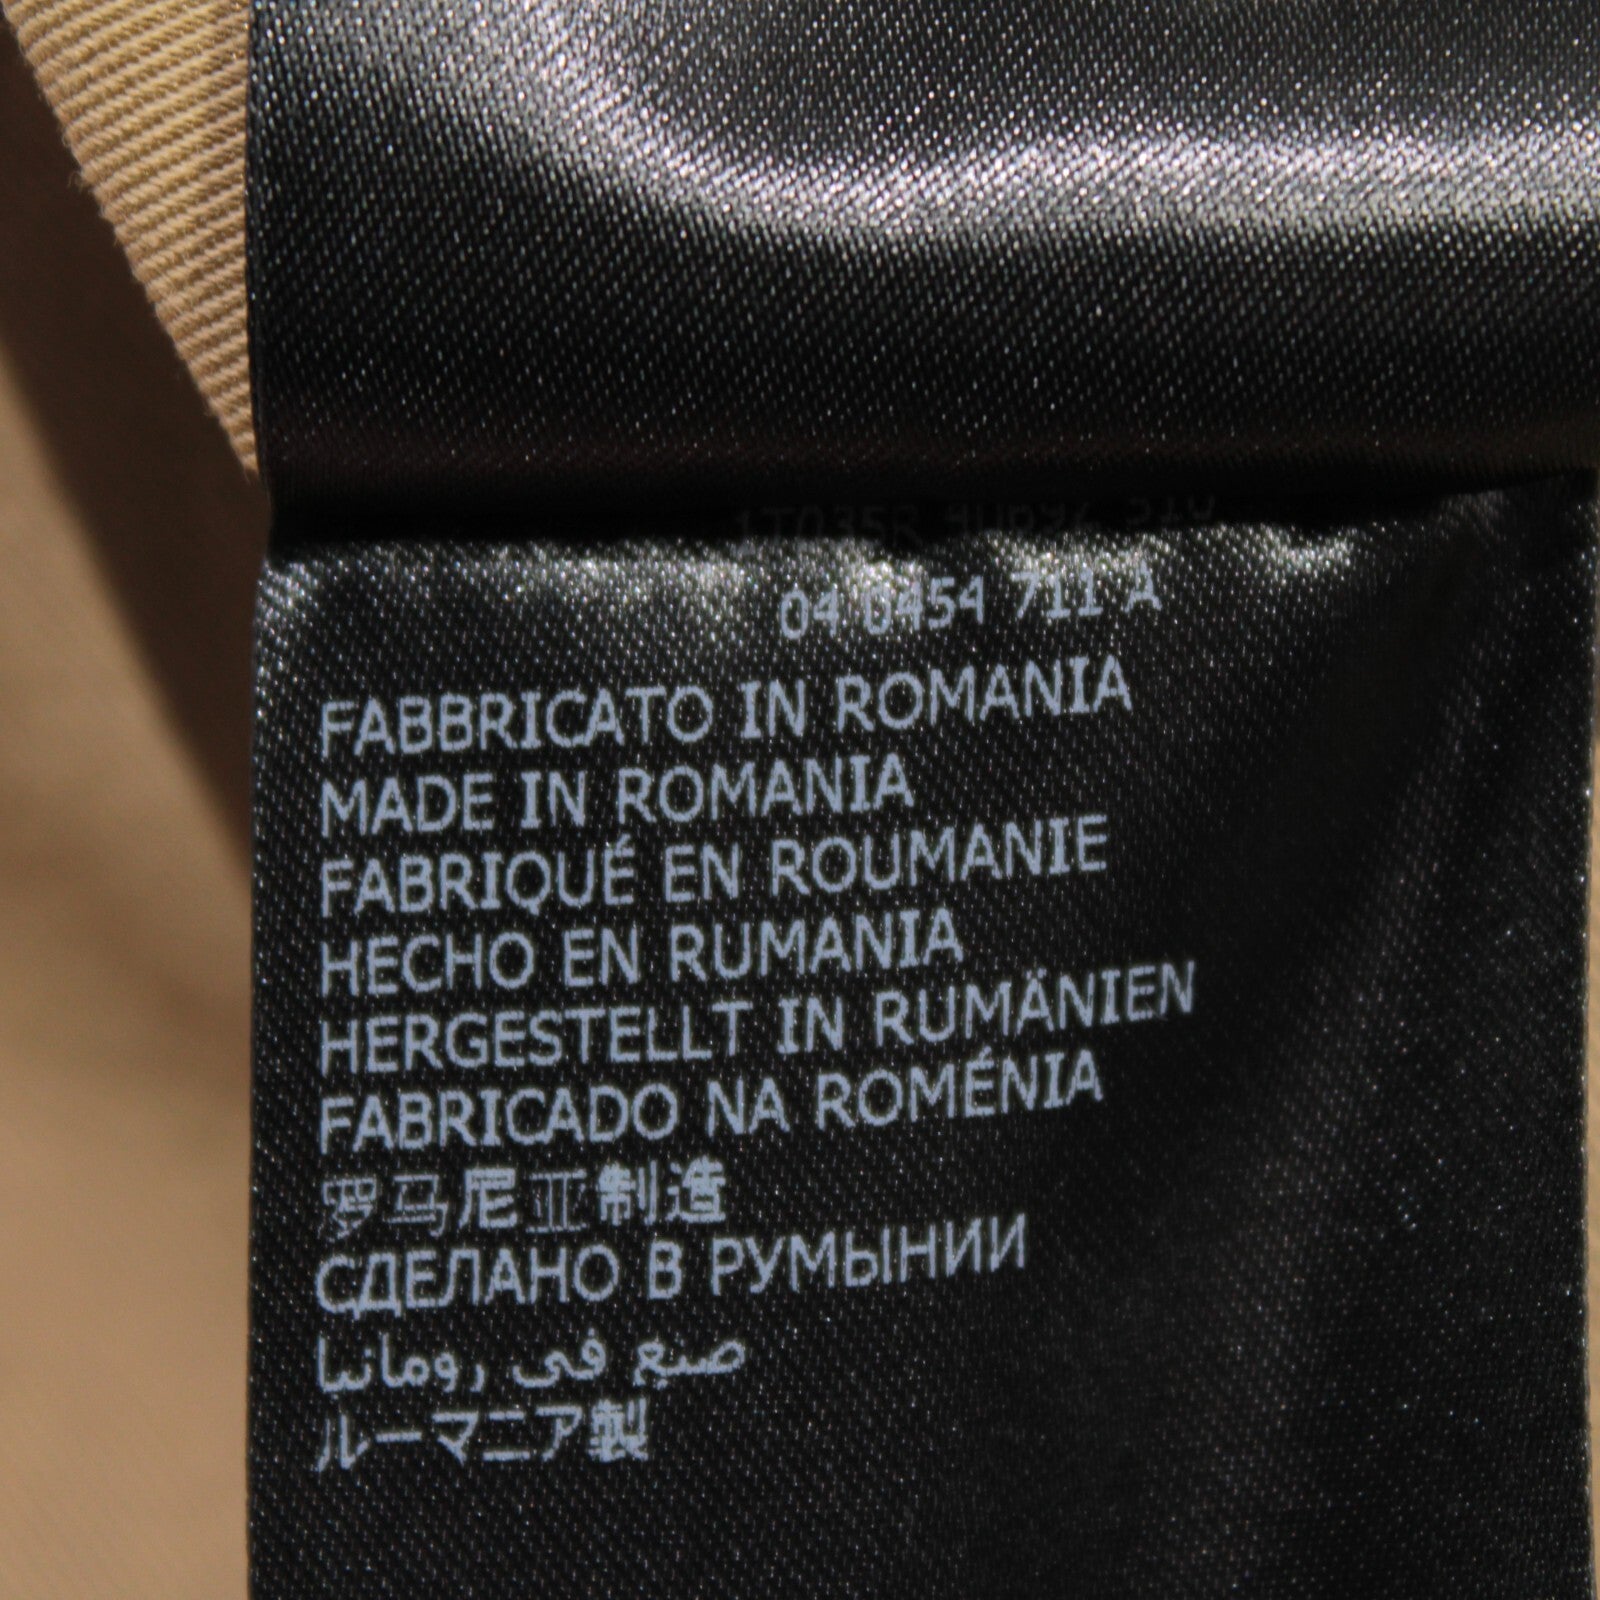 04 0454 711 A
FABBRICATO IN ROMANIA
MADE IN ROMANIA
FABRIQUÉ EN ROUMANIE
HECHO EN RUMANIA
HERGESTELLT IN RUMÄNIEN
FABRICADO NA ROMÉNIA
罗马尼亚制造
СДЕЛАНО В РУМЫНИИ
صنع في رومانيا
ルーマニア製